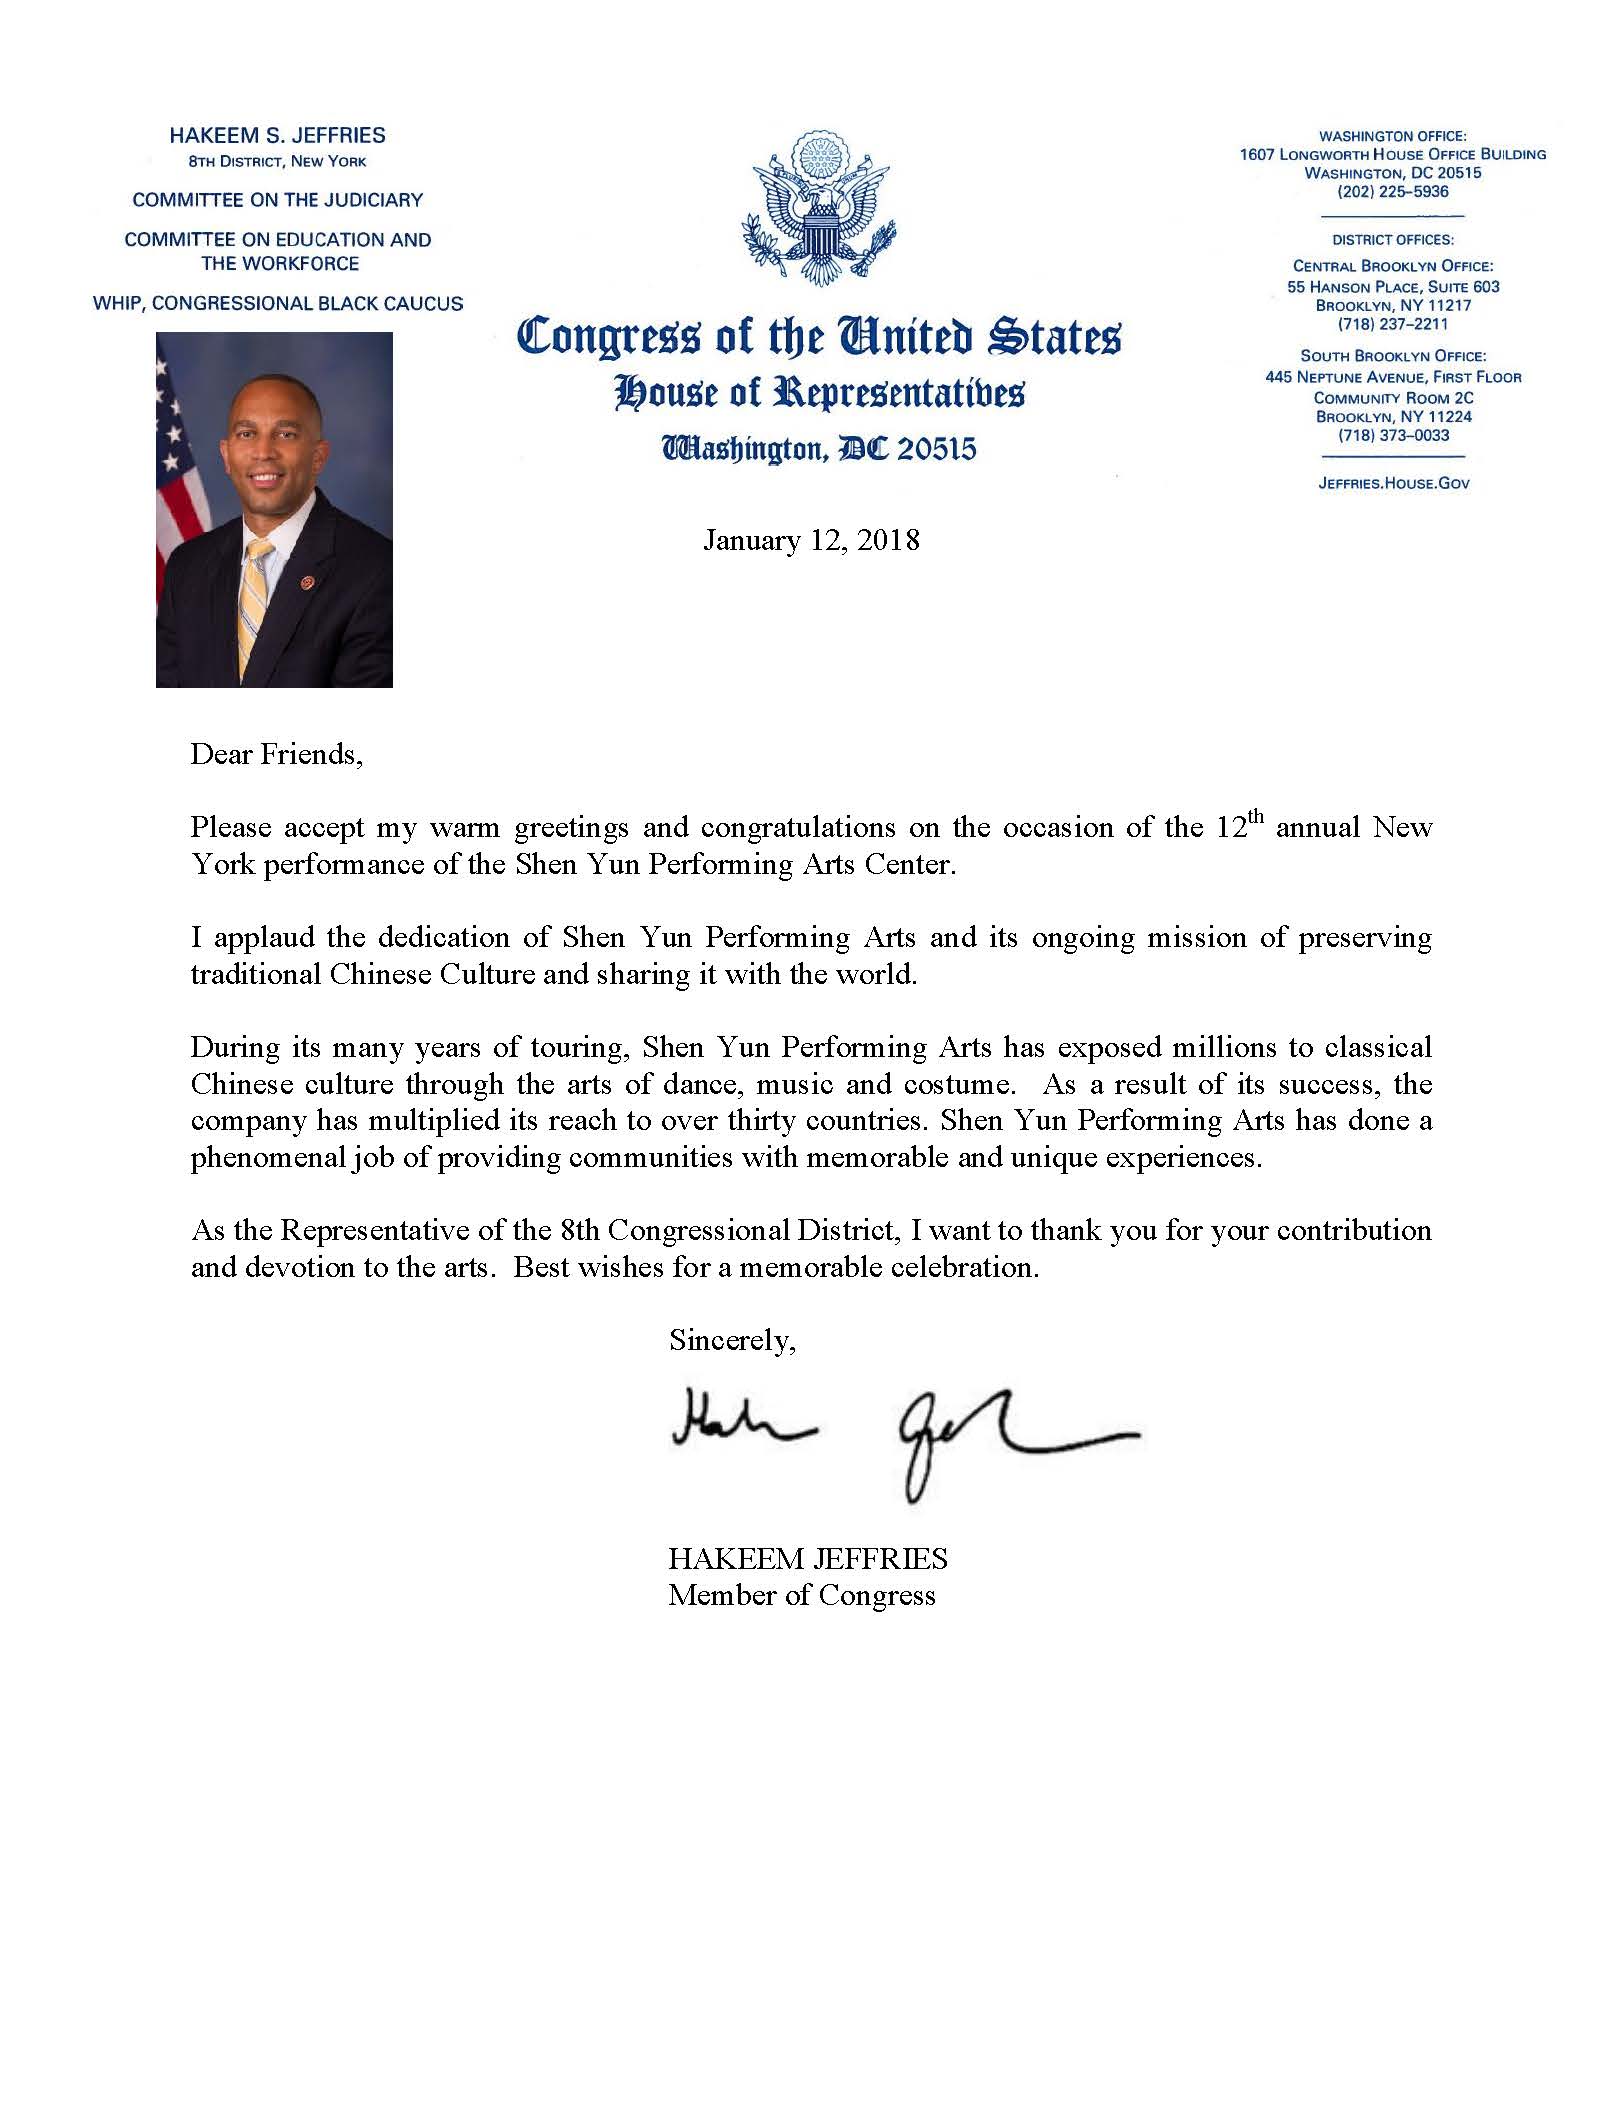 HAKEEM S. JEFFRIES
8TH DISTRICT, NEW YORK
COMMITTEE ON THE JUDICIARY
COMMITTEE ON EDUCATION AND
THE WORKFORCE
WHIP, CONGRESSIONAL BLACK CAUCUS
Congress of the United States
House of Representatives
Washington, DC 20515
WASHINGTON OFFICE:
1607 LONGWORTH HOUSE OFFICE BUILDING
WASHINGTON, DC 20515
(202) 225–5936
DISTRICT OFFICES:
CENTRAL BROOKLYN OFFICE:
55 HANSON PLACE, SUITE 603
BROOKLYN, NY 11217
(718) 237–2211
SOUTH BROOKLYN OFFICE:
445 NEPTUNE AVENUE, FIRST FLOOR
COMMUNITY ROOM 2C
BROOKLYN, NY 11224
(718) 373–0033
JEFFRIES.HOUSE.GOV
January 12, 2018
Dear Friends,
Please accept my warm greetings and congratulations on the occasion of the 12th annual New
York performance of the Shen Yun Performing Arts Center.
I applaud the dedication of Shen Yun Performing Arts and its ongoing mission of preserving
traditional Chinese Culture and sharing it with the world.
During its many years of touring, Shen Yun Performing Arts has exposed millions to classical
Chinese culture through the arts of dance, music and costume. As a result of its success, the
company has multiplied its reach to over thirty countries. Shen Yun Performing Arts has done a
phenomenal job of providing communities with memorable and unique experiences.
As the Representative of the 8th Congressional District, I want to thank you for your contribution
and devotion to the arts. Best wishes for a memorable celebration.
Sincerely,
HAKEEM JEFFRIES
Member of Congress